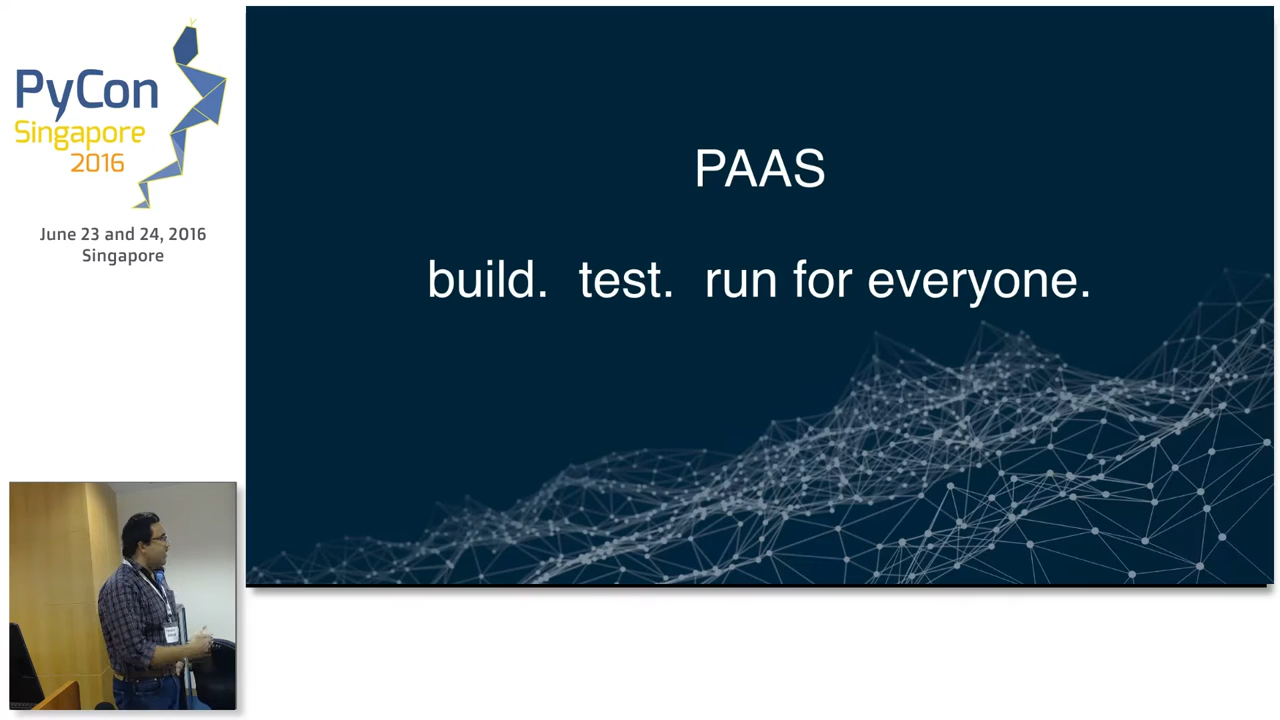 PyCon
Singapore
2016
June 23 and 24, 2016
Singapore
PAAS
build. test. run for everyone.